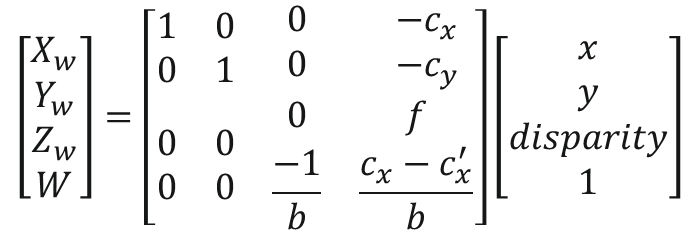 [X_w Y_w Z_w W] = [1 0 0 −c_x
0 1 0 −c_y
0 0 0 f
0 0 −1/b (c_x − c′_x)/b] [x y disparity 1]